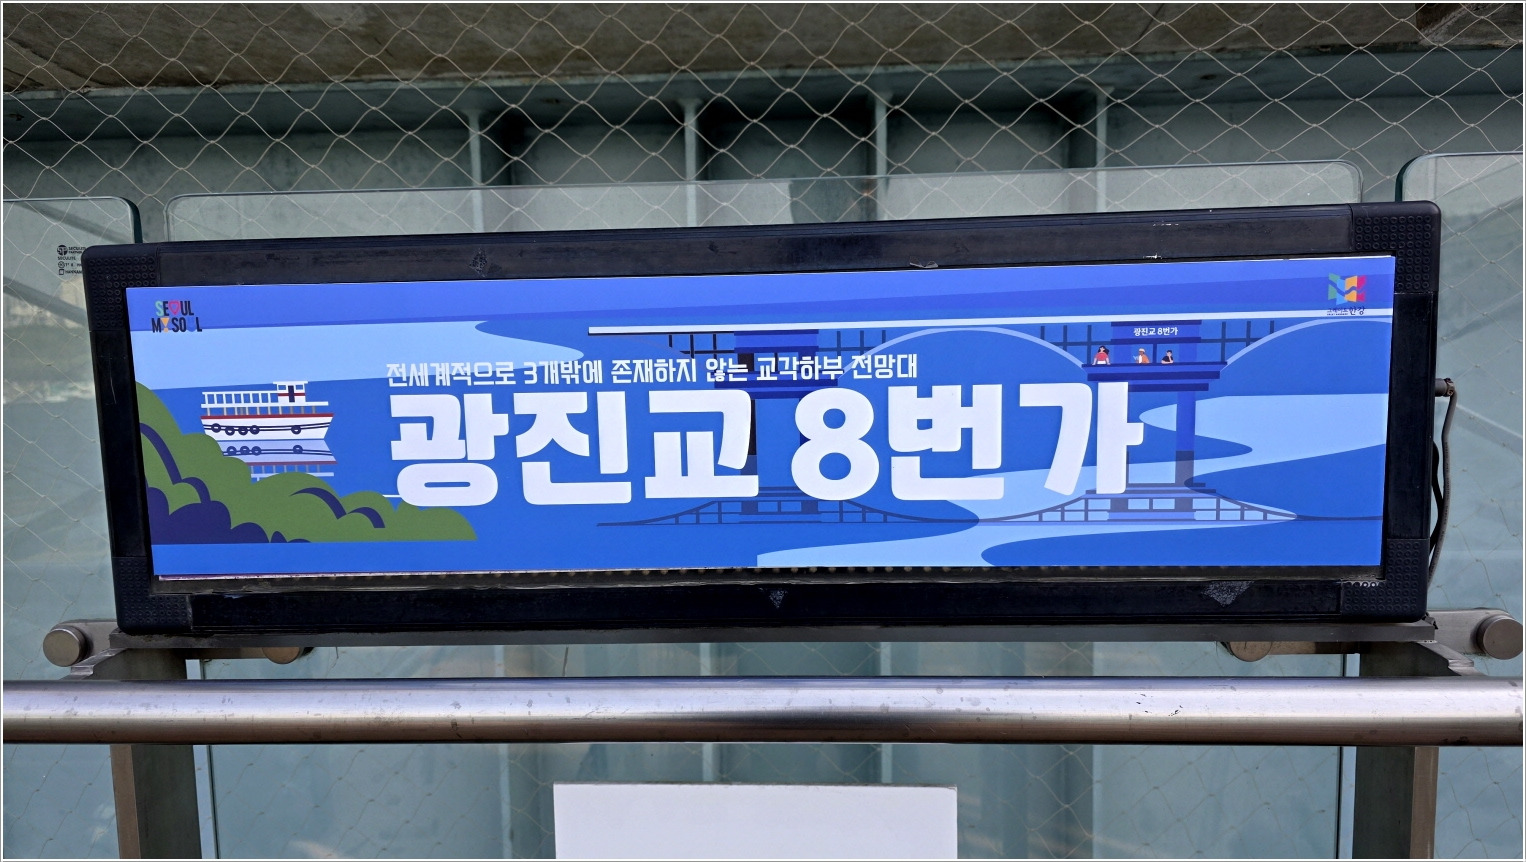 SEOUL
MY SOUL
한강
광진교 8번가
전세계적으로 3개밖에 존재하지 않는 교각하부 전망대
광진교 8번가